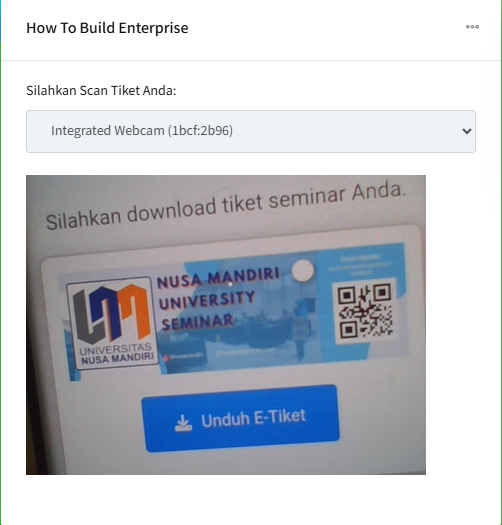 How To Build Enterprise
Silahkan Scan Tiket Anda:
Integrated Webcam (1bcf:2b96)
Silahkan download tiket seminar Anda.
NUSA MANDIRI
UNIVERSITY
SEMINAR
UNIVERSITAS
NUSA MANDIRI
Unduh E-Tiket